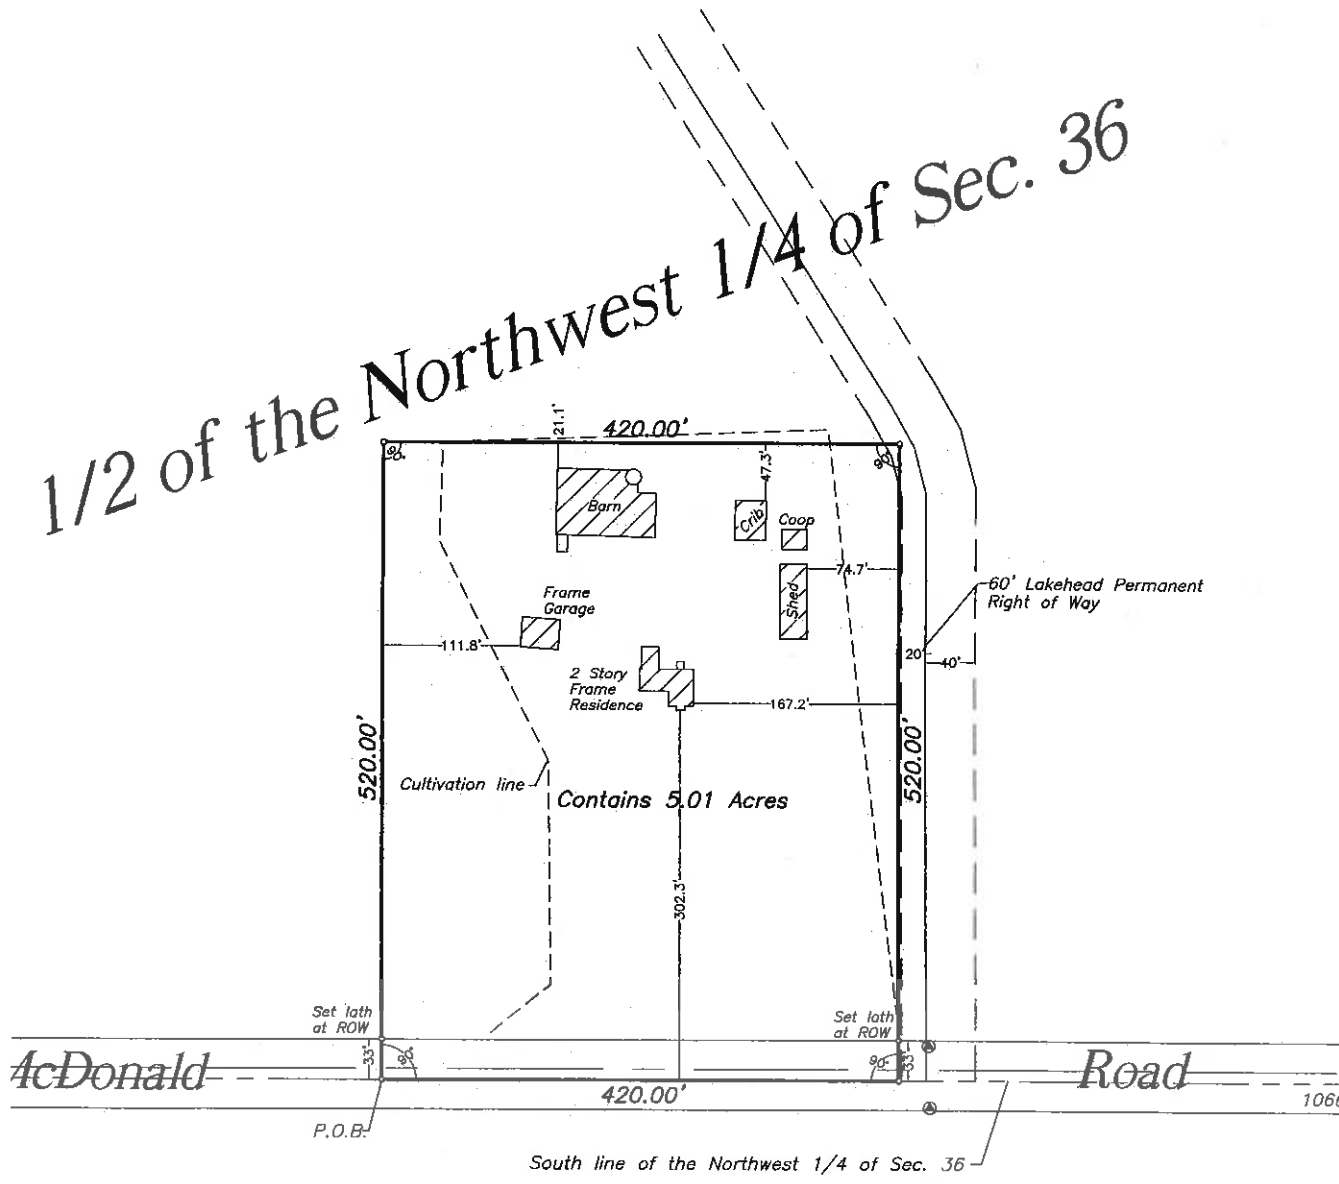 1/2 of the Northwest 1/4 of Sec. 36
21.1'
420.00'
90°
90°
47.3'
Barn
Crib
Coop
74.7'
Shed
60' Lakehead Permanent
Right of Way
Frame
Garage
111.8'
20'
40'
2 Story
Frame
Residence
167.2'
520.00'
520.00'
Cultivation line
Contains 5.01 Acres
302.3'
Set lath
at ROW
Set lath
at ROW
33'
90°
90°
33'
4cDonald
Road
420.00'
106
P.O.B.
South line of the Northwest 1/4 of Sec. 36